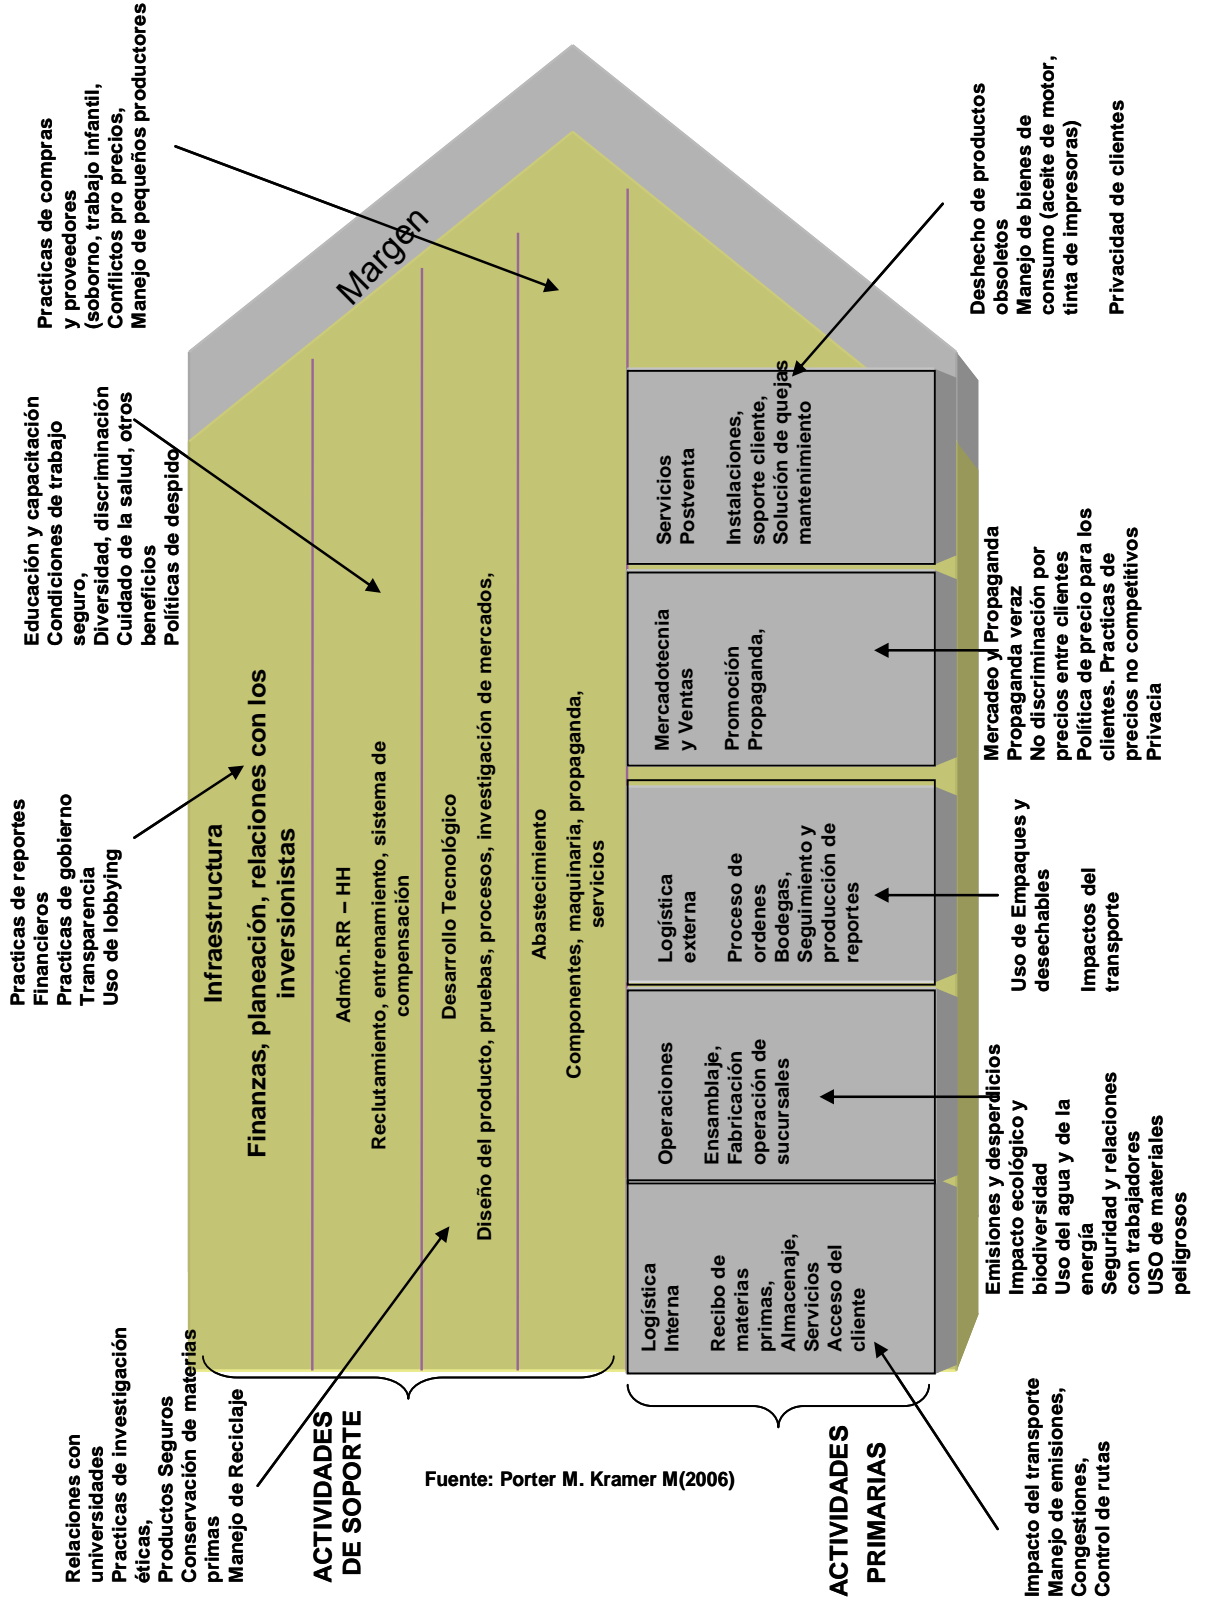 Practicas de reportes
Financieros
Practicas de gobierno
Transparencia
Uso de lobbying
Educación y capacitación
Condiciones de trabajo
seguro,
Diversidad, discriminación
Cuidado de la salud, otros
beneficios
Políticas de despido
Practicas de compras
y proveedores
(soborno, trabajo infantil,
Conflictos pro precios,
Manejo de pequeños productores
Relaciones con
universidades
Practicas de investigación
éticas,
Productos Seguros
Conservación de materias
primas
Manejo de Reciclaje
ACTIVIDADES
DE SOPORTE
Infraestructura
Finanzas, planeación, relaciones con los
inversionistas
Admón.RR – HH
Reclutamiento, entrenamiento, sistema de
compensación
Desarrollo Tecnológico
Diseño del producto, pruebas, procesos, investigación de mercados,
Abastecimiento
Componentes, maquinaria, propaganda,
servicios
Margen
Fuente: Porter M. Kramer M(2006)
ACTIVIDADES
PRIMARIAS
Logística
Interna
Recibo de
materias
primas,
Almacenaje,
Servicios
Acceso del
cliente
Operaciones
Ensamblaje,
Fabricación
operación de
sucursales
Logística
externa
Proceso de
ordenes
Bodegas,
Seguimiento y
producción de
reportes
Mercadotecnia
y Ventas
Promoción
Propaganda,
Servicios
Postventa
Instalaciones,
soporte cliente,
Solución de quejas
mantenimiento
Impacto del transporte
Manejo de emisiones,
Congestiones,
Control de rutas
Emisiones y desperdicios
Impacto ecológico y
biodiversidad
Uso del agua y de la
energía
Seguridad y relaciones
con trabajadores
USO de materiales
peligrosos
Uso de Empaques y
desechables
Impactos del
transporte
Mercadeo y Propaganda
Propaganda veraz
No discriminación por
precios entre clientes
Política de precio para los
clientes. Practicas de
precios no competitivos
Privacia
Deshecho de productos
obsoletos
Manejo de bienes de
consumo (aceite de motor,
tinta de impresoras)
Privacidad de clientes